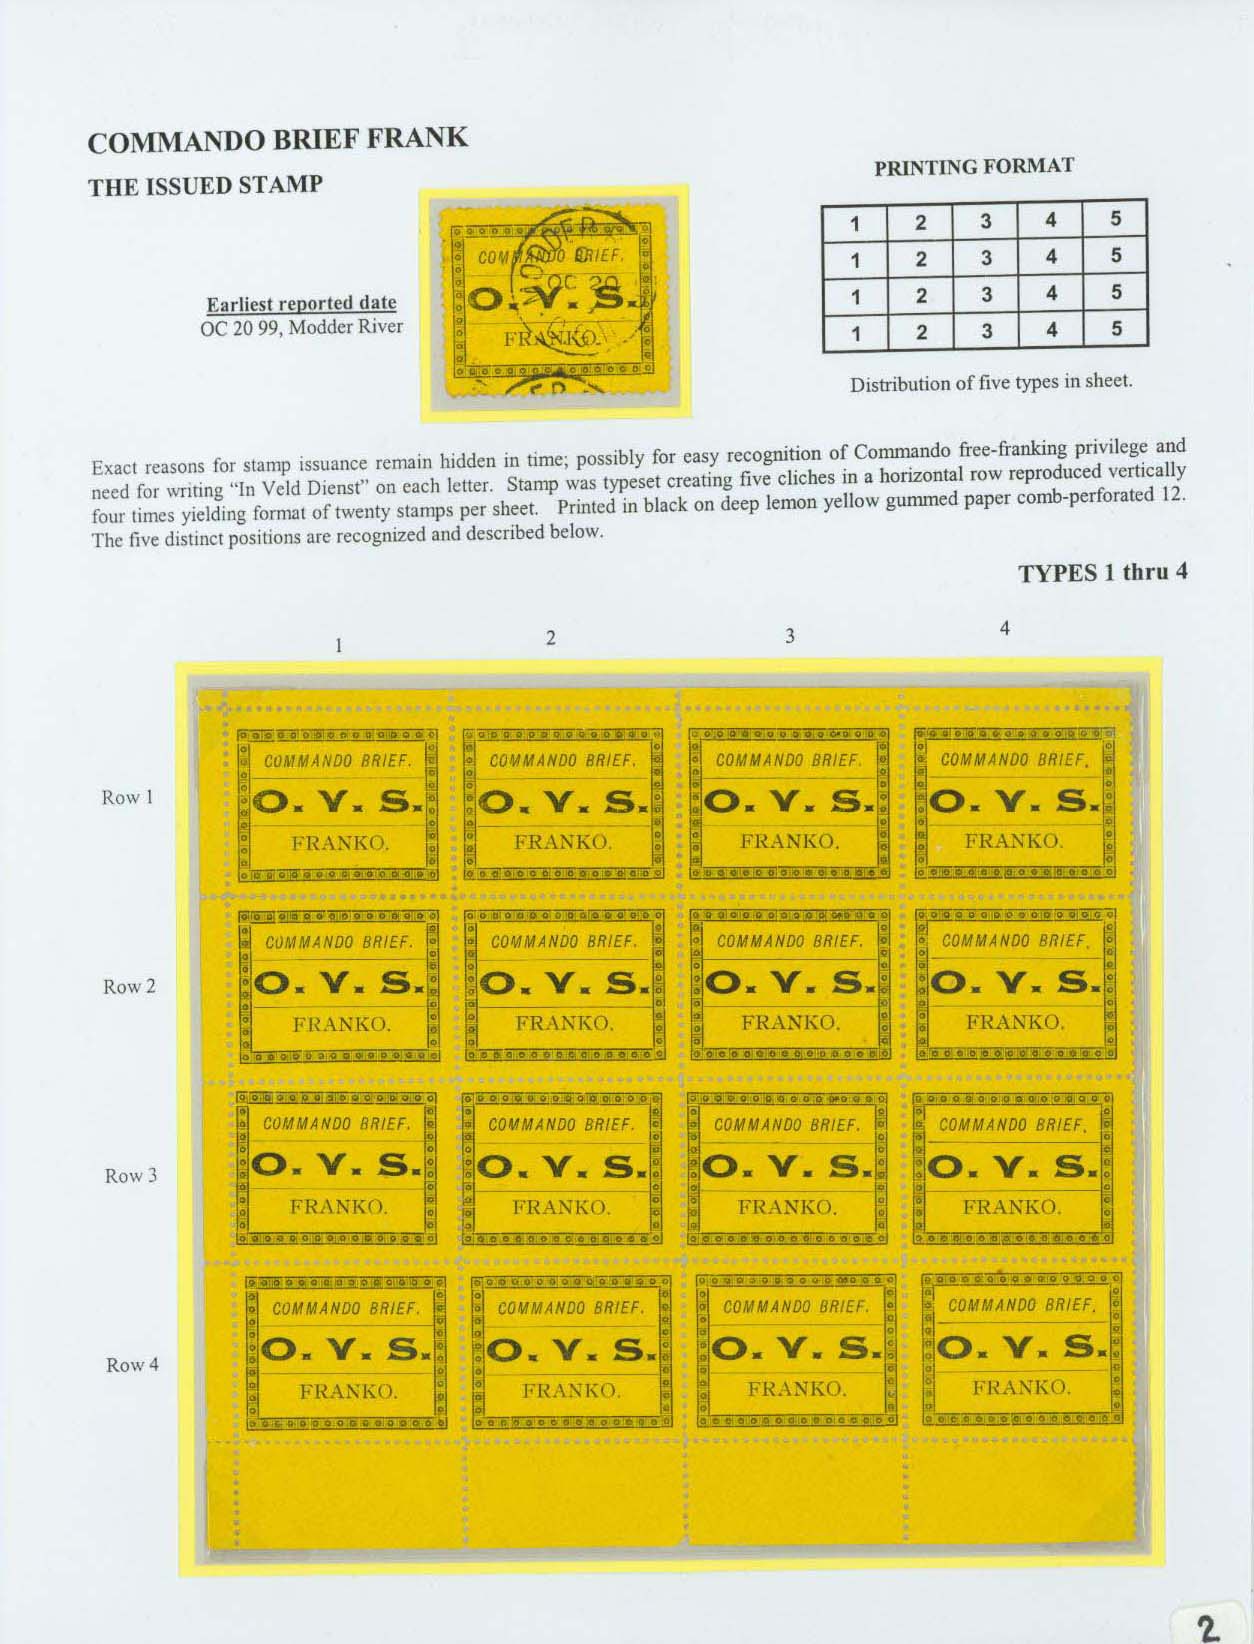 COMMANDO BRIEF FRANK
THE ISSUED STAMP
Earliest reported date
OC 20 99, Modder River
COMMANDO BRIEF.
O. V. S.
FRANKO.
MODDER
OC 20
PRINTING FORMAT
1 2 3 4 5
1 2 3 4 5
1 2 3 4 5
1 2 3 4 5
Distribution of five types in sheet.
Exact reasons for stamp issuance remain hidden in time; possibly for easy recognition of Commando free-franking privilege and
need for writing “In Veld Dienst” on each letter. Stamp was typeset creating five cliches in a horizontal row reproduced vertically
four times yielding format of twenty stamps per sheet. Printed in black on deep lemon yellow gummed paper comb-perforated 12.
The five distinct positions are recognized and described below.
TYPES 1 thru 4
1 2 3 4
Row 1
COMMANDO BRIEF. COMMANDO BRIEF. COMMANDO BRIEF. COMMANDO BRIEF.
O. V. S. O. V. S. O. V. S. O. V. S.
FRANKO. FRANKO. FRANKO. FRANKO.
Row 2
COMMANDO BRIEF. COMMANDO BRIEF. COMMANDO BRIEF. COMMANDO BRIEF.
O. V. S. O. V. S. O. V. S. O. V. S.
FRANKO. FRANKO. FRANKO. FRANKO.
Row 3
COMMANDO BRIEF. COMMANDO BRIEF. COMMANDO BRIEF. COMMANDO BRIEF.
O. V. S. O. V. S. O. V. S. O. V. S.
FRANKO. FRANKO. FRANKO. FRANKO.
Row 4
COMMANDO BRIEF. COMMANDO BRIEF. COMMANDO BRIEF. COMMANDO BRIEF.
O. V. S. O. V. S. O. V. S. O. V. S.
FRANKO. FRANKO. FRANKO. FRANKO.
2